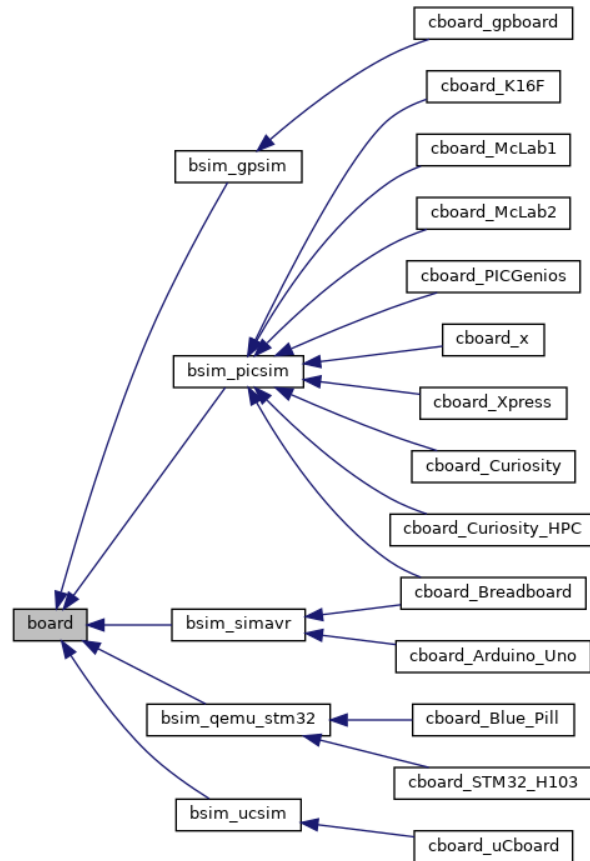 cboard_gpboard
cboard_K16F
cboard_McLab1
bsim_gpsim
cboard_McLab2
cboard_PICGenios
cboard_x
bsim_picsim
cboard_Xpress
cboard_Curiosity
cboard_Curiosity_HPC
cboard_Breadboard
board
bsim_simavr
cboard_Arduino_Uno
bsim_qemu_stm32
cboard_Blue_Pill
cboard_STM32_H103
bsim_ucsim
cboard_uCboard